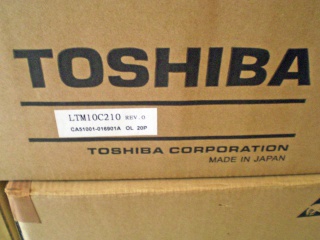 TOSHIBA
LTM10C210 REV.0
CA51001-016901A OL 20P
TOSHIBA CORPORATION
MADE IN JAPAN